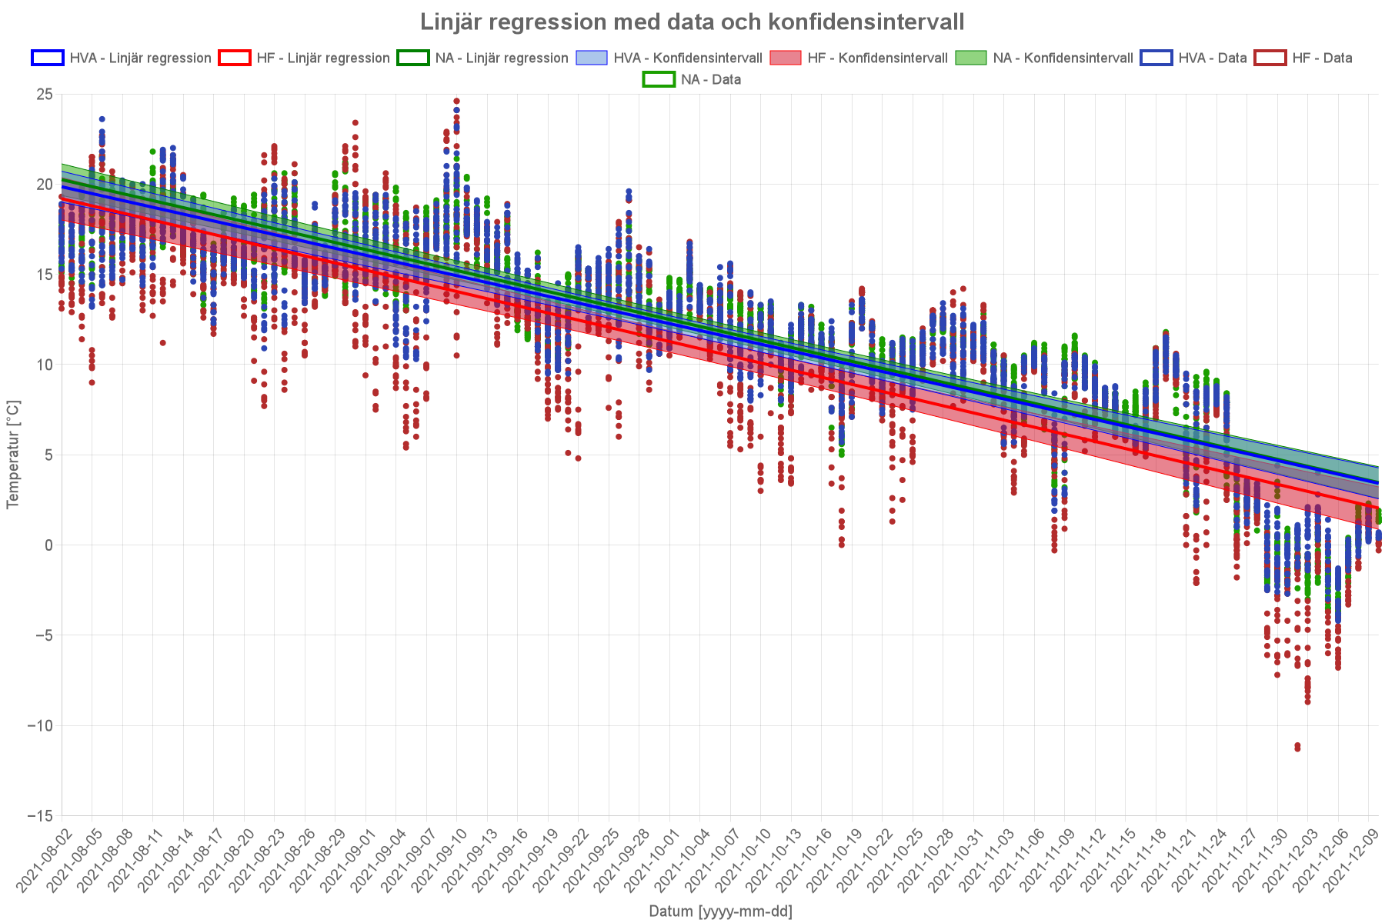 Linjär regression med data och konfidensintervall
HVA - Linjär regression HF - Linjär regression NA - Linjär regression HVA - Konfidensintervall HF - Konfidensintervall NA - Konfidensintervall HVA - Data HF - Data
NA - Data
25
20
15
10
5
0
−5
−10
−15
Temperatur [°C]
2021-08-02 2021-08-05 2021-08-08 2021-08-11 2021-08-14 2021-08-17 2021-08-20 2021-08-23 2021-08-26 2021-08-29 2021-09-01 2021-09-04 2021-09-07 2021-09-10 2021-09-13 2021-09-16 2021-09-19 2021-09-22 2021-09-25 2021-09-28 2021-10-01 2021-10-04 2021-10-07 2021-10-10 2021-10-13 2021-10-16 2021-10-19 2021-10-22 2021-10-25 2021-10-28 2021-10-31 2021-11-03 2021-11-06 2021-11-09 2021-11-12 2021-11-15 2021-11-18 2021-11-21 2021-11-24 2021-11-27 2021-11-30 2021-12-03 2021-12-06 2021-12-09
Datum [yyyy-mm-dd]